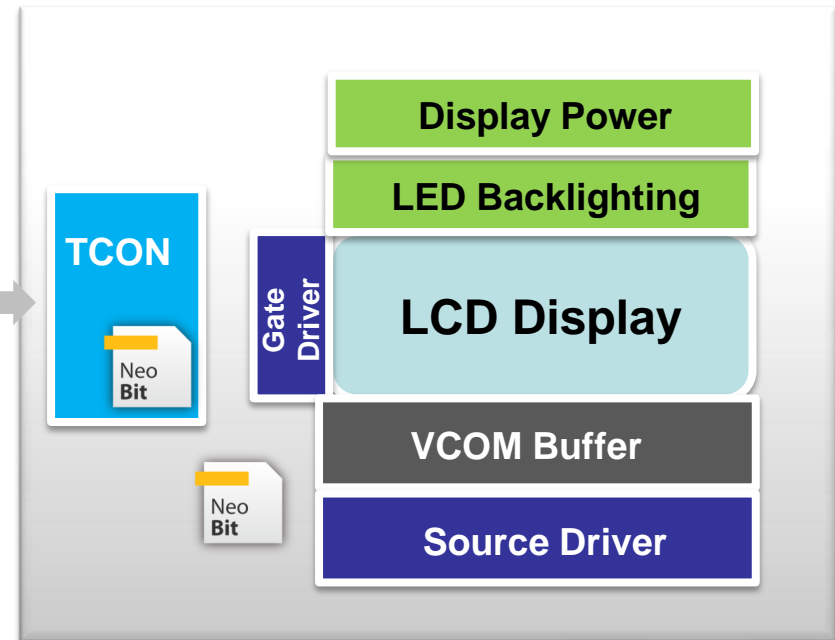 Display Power
LED Backlighting
TCON
Neo
Bit
Gate
Driver
LCD Display
VCOM Buffer
Neo
Bit
Source Driver